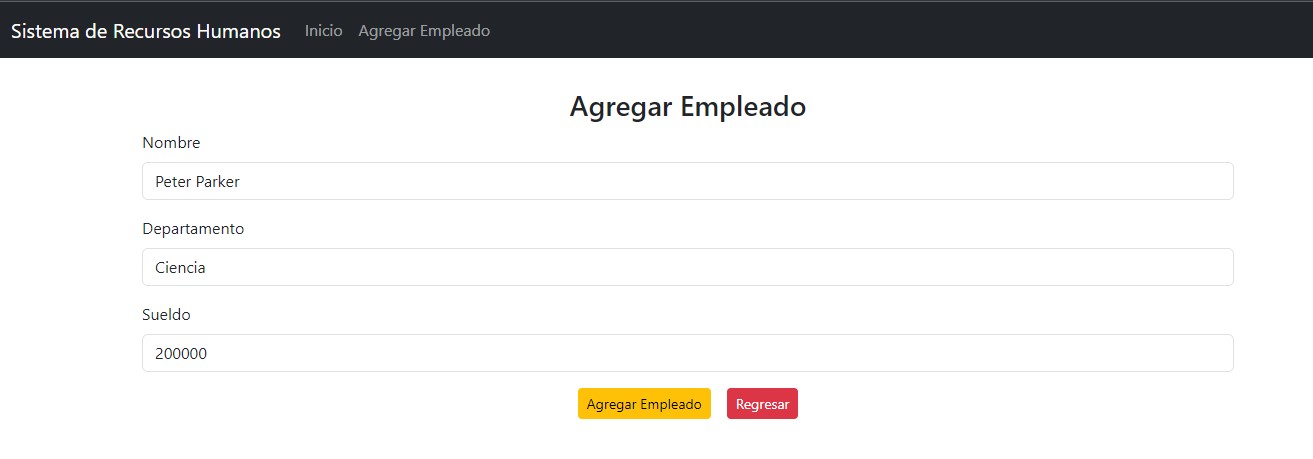 Sistema de Recursos Humanos Inicio Agregar Empleado
Agregar Empleado
Nombre
Peter Parker
Departamento
Ciencia
Sueldo
200000
Agregar Empleado Regresar